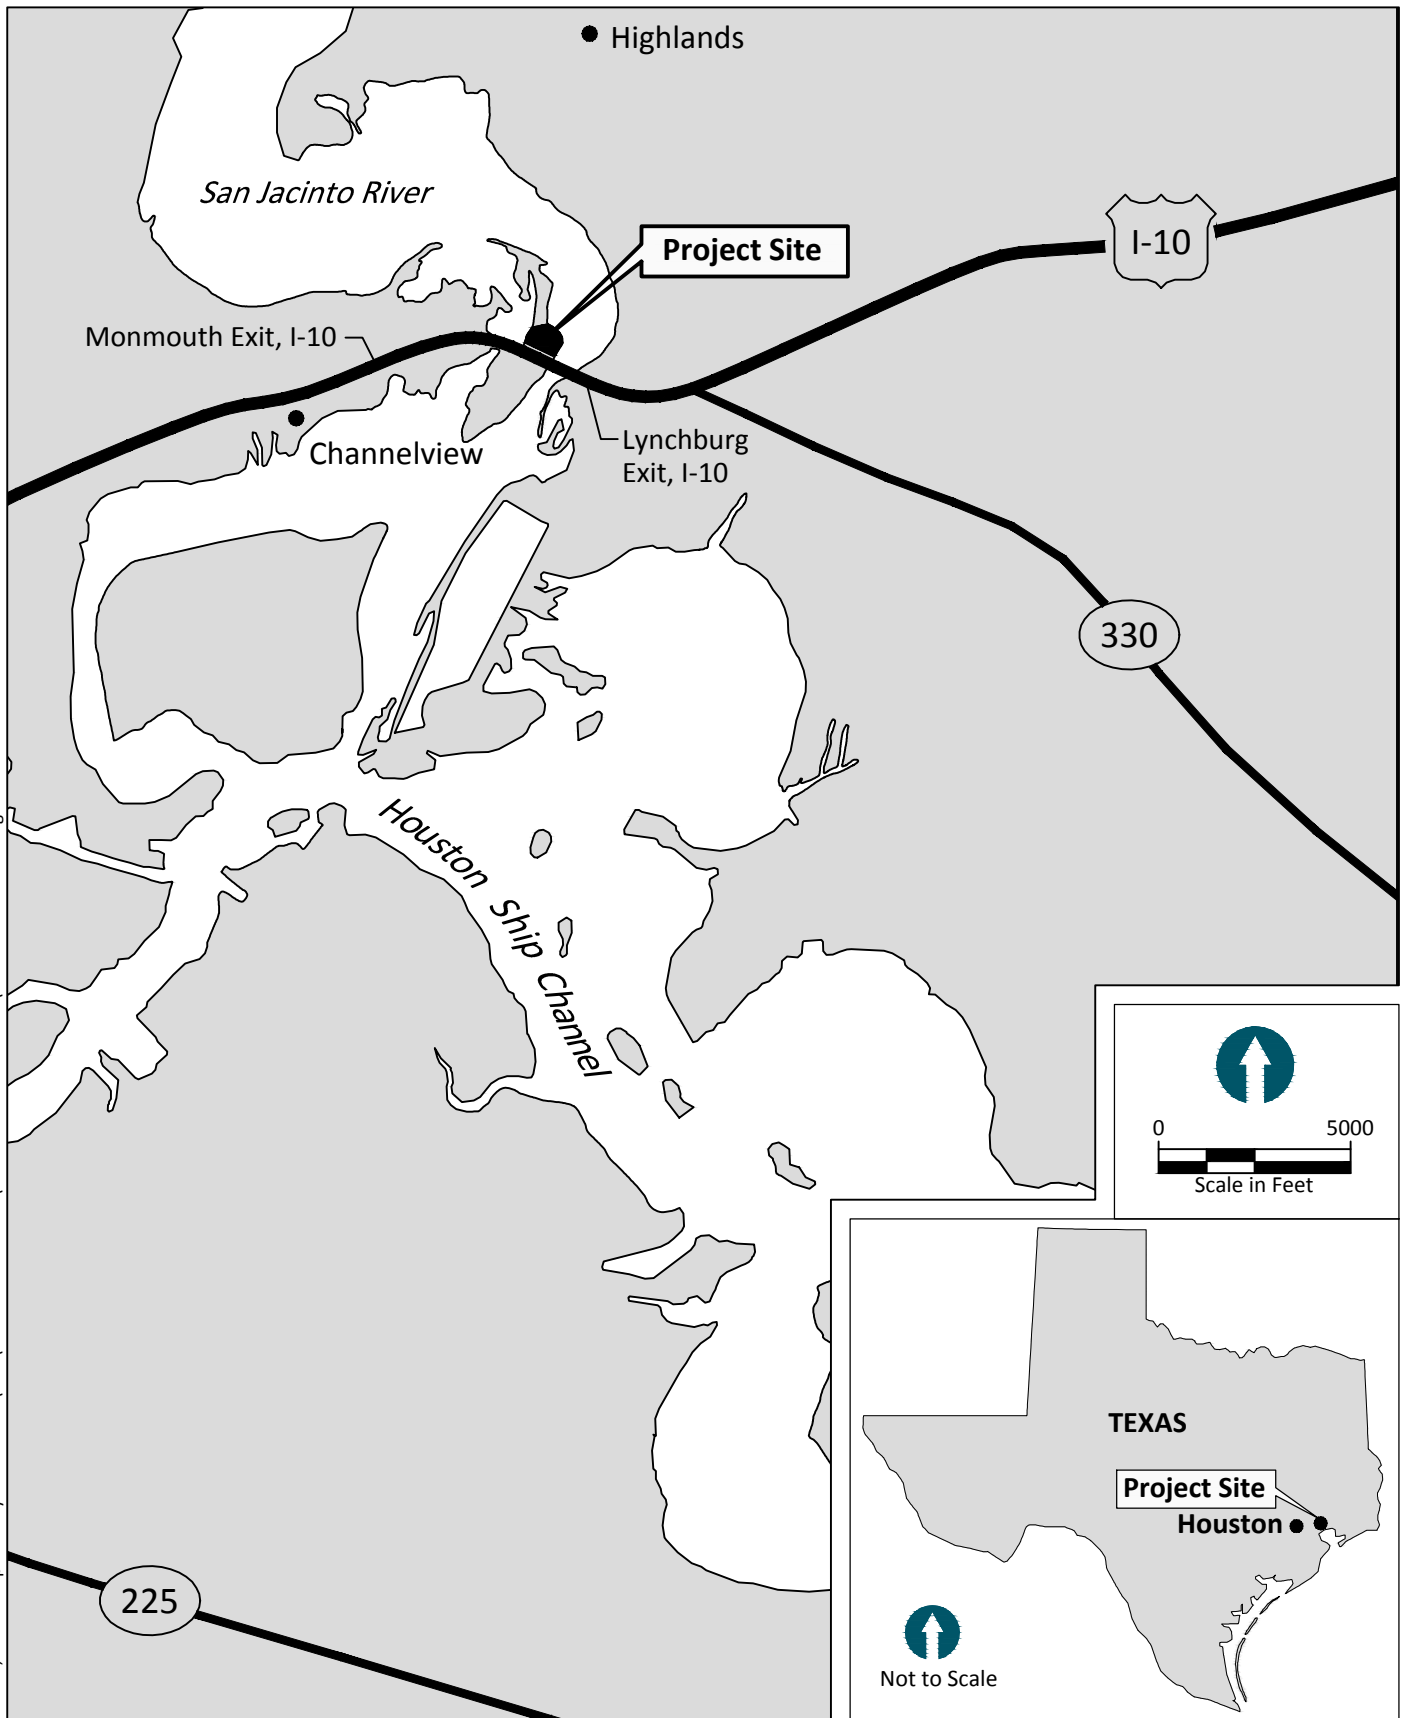 Highlands
San Jacinto River
Project Site
I-10
Monmouth Exit, I-10
Lynchburg
Exit, I-10
Channelview
330
Houston Ship Channel
0 5000
Scale in Feet
TEXAS
Project Site
Houston
225
Not to Scale